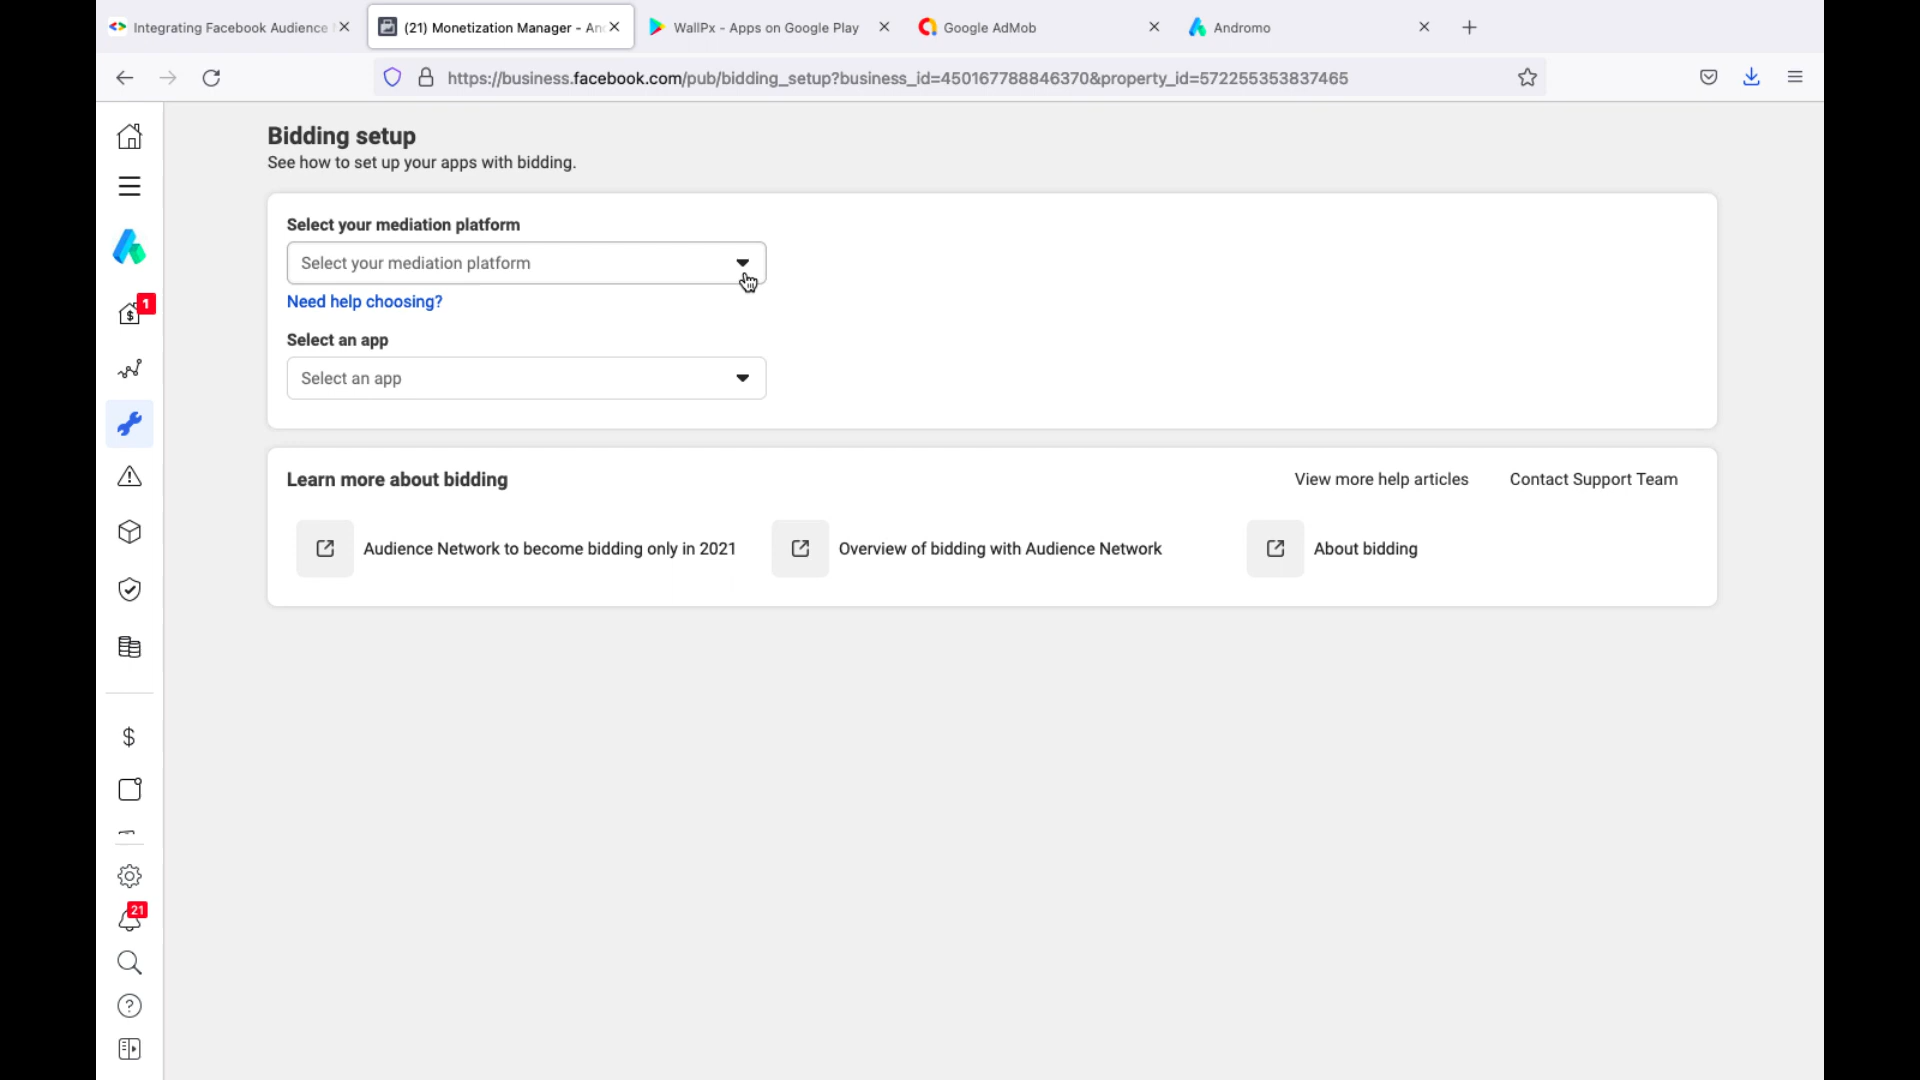 Integrating Facebook Audience
(21) Monetization Manager - An
WallPx - Apps on Google Play
Google AdMob
Andromo
https://business.facebook.com/pub/bidding_setup?business_id=450167788846370&property_id=572255353837465
Bidding setup
See how to set up your apps with bidding.
Select your mediation platform
Select your mediation platform
Need help choosing?
1
Select an app
Select an app
Learn more about bidding
View more help articles
Contact Support Team
Audience Network to become bidding only in 2021
Overview of bidding with Audience Network
About bidding
21